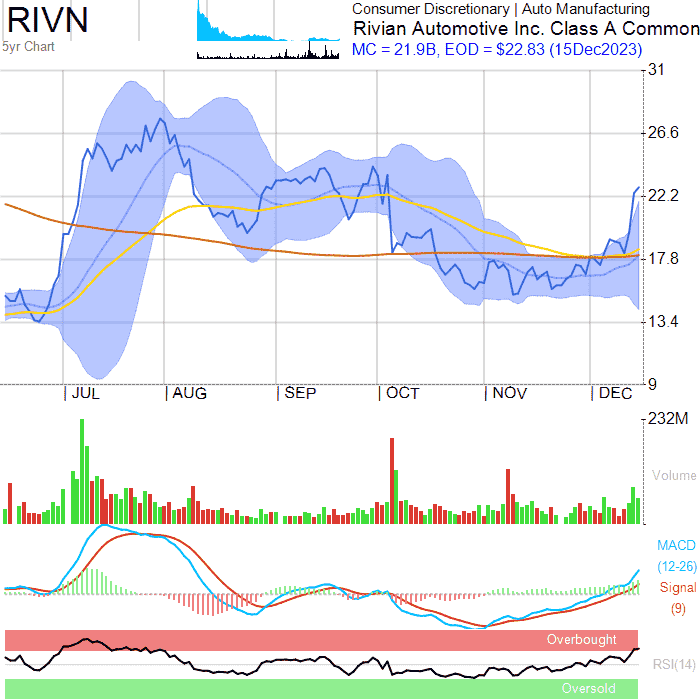 RIVN
5yr Chart
Consumer Discretionary | Auto Manufacturing
Rivian Automotive Inc. Class A Common
MC = 21.9B, EOD = $22.83 (15Dec2023)
31
26.6
22.2
17.8
13.4
9
JUL AUG SEP OCT NOV DEC
232M
Volume
MACD
(12-26)
Signal
(9)
Overbought
RSI(14)
Oversold